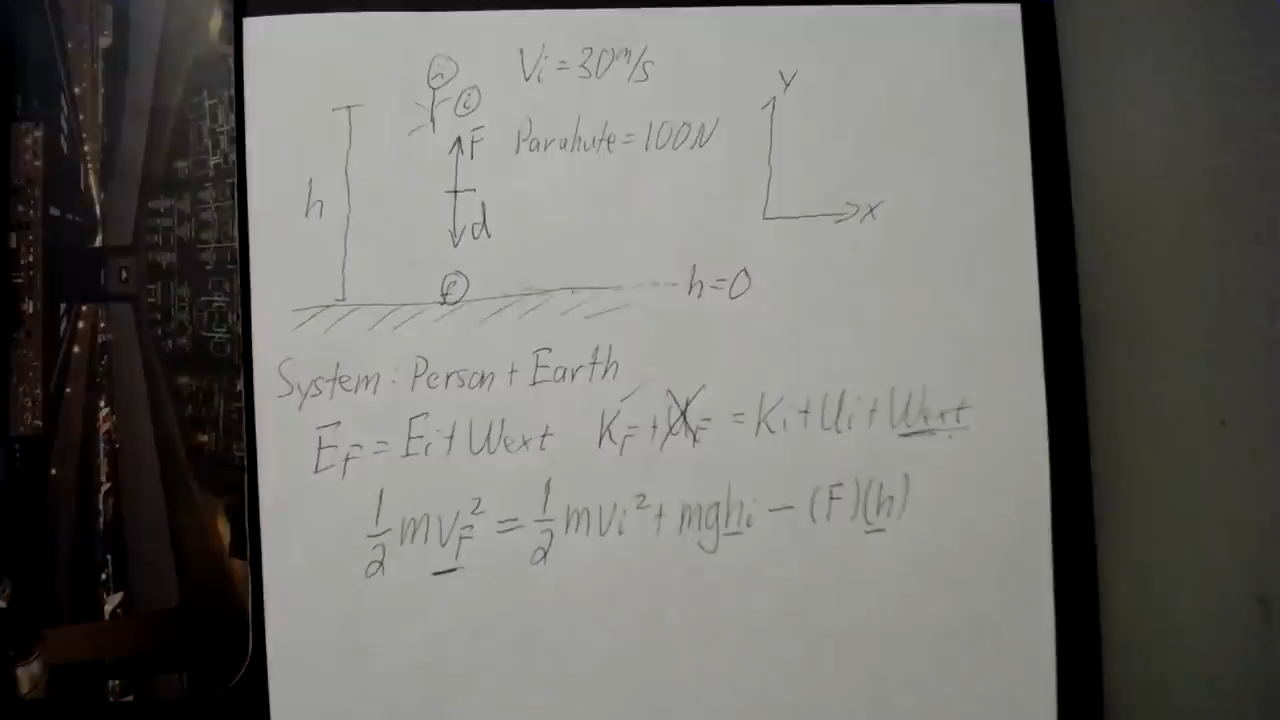 i Vi = 30 m/s
y
F Parahute = 100N
h
d
x
f h=0
System: Person + Earth
EF = Ei + Wext KF + UF = Ki + Ui + Wext
1/2 mvF² = 1/2 mvi² + mghi - (F)(h)